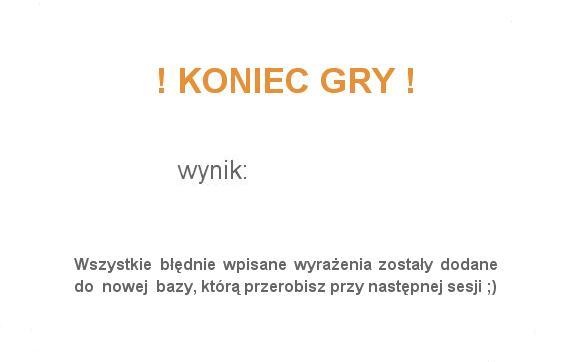 ! KONIEC GRY !
wynik:
Wszystkie błędnie wpisane wyrażenia zostały dodane
do nowej bazy, którą przerobisz przy następnej sesji ;)